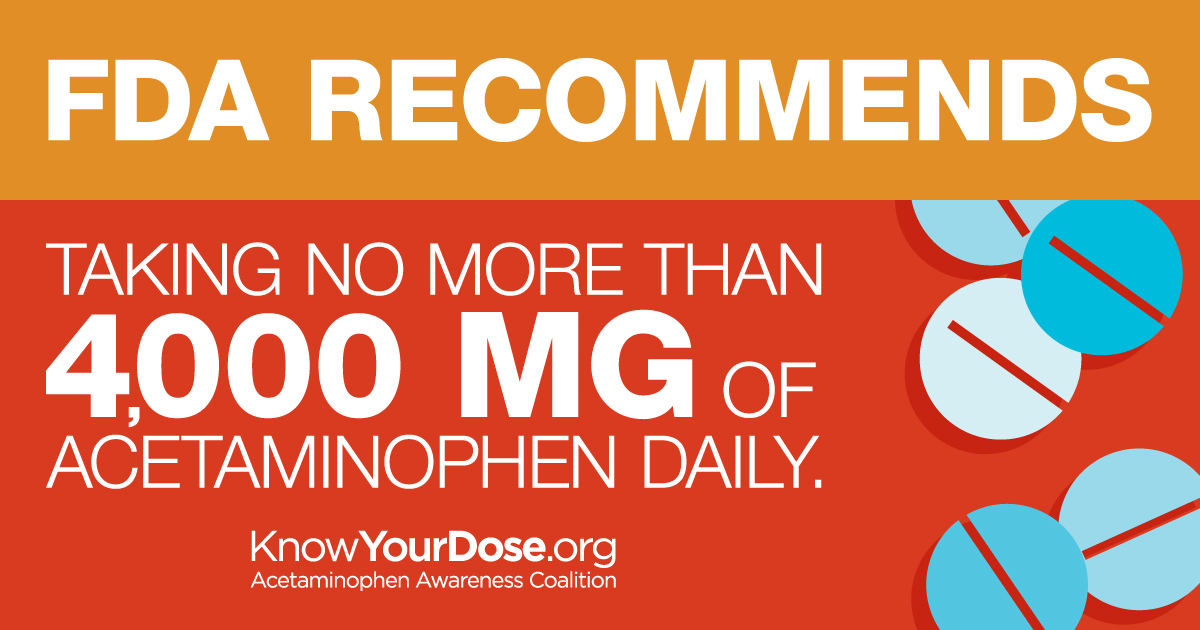 FDA RECOMMENDS
TAKING NO MORE THAN
4,000 MG OF
ACETAMINOPHEN DAILY.
KnowYourDose.org
Acetaminophen Awareness Coalition